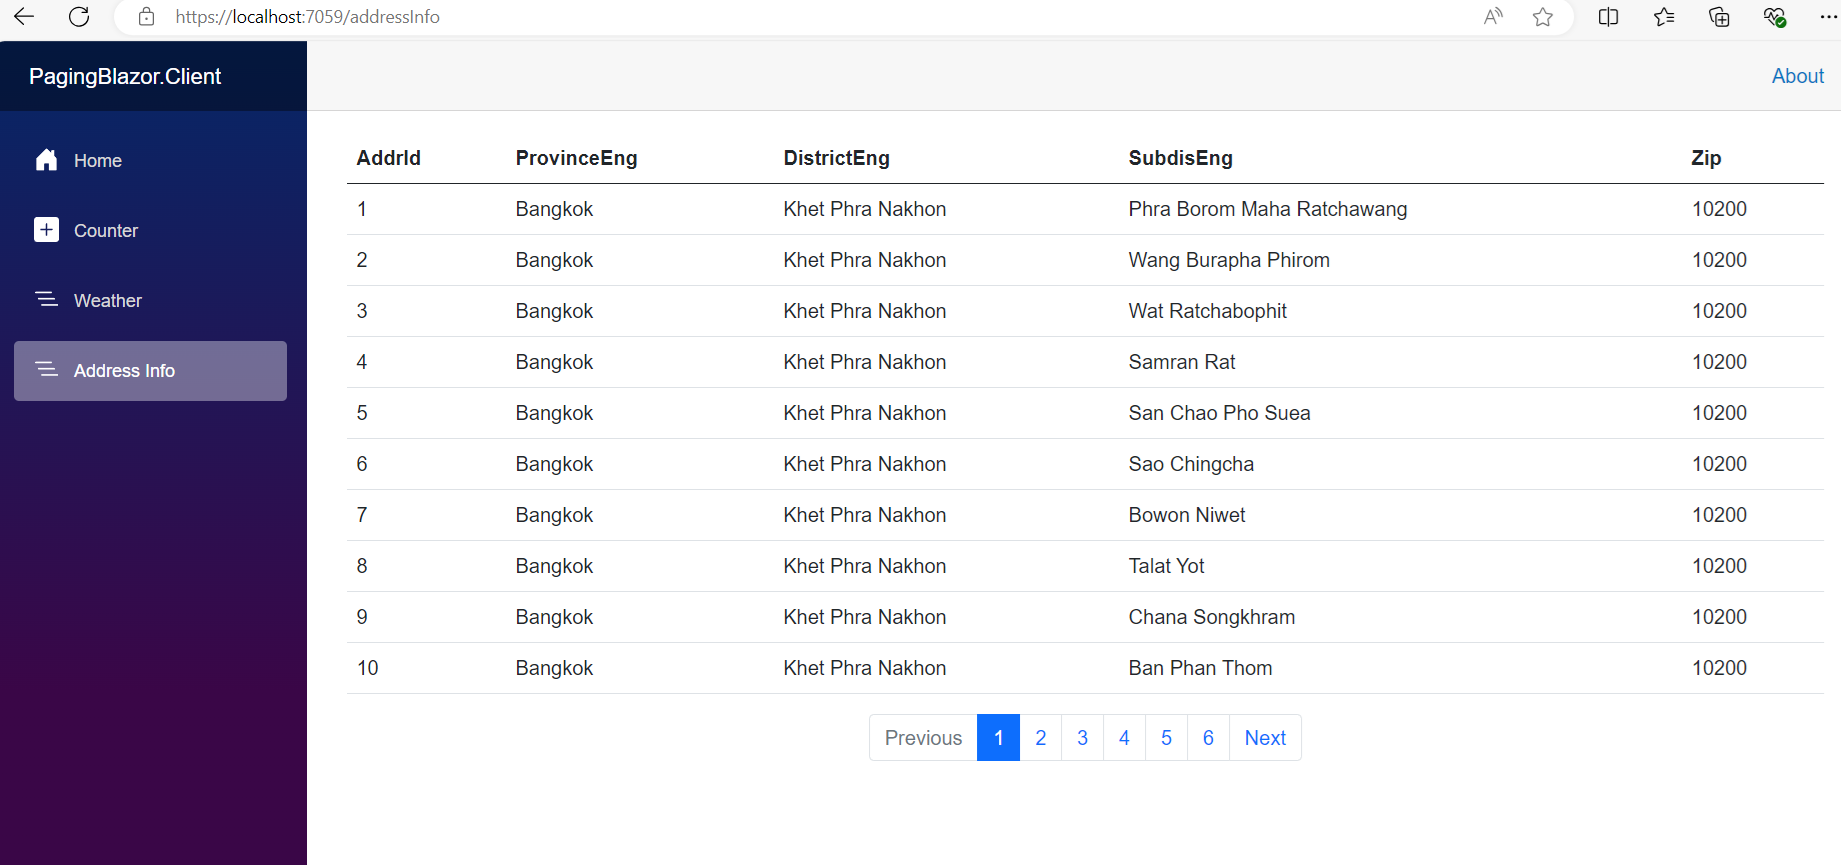 https://localhost:7059/addressInfo
PagingBlazor.Client
About
Home
Counter
Weather
Address Info
AddrId ProvinceEng DistrictEng SubdisEng Zip
1 Bangkok Khet Phra Nakhon Phra Borom Maha Ratchawang 10200
2 Bangkok Khet Phra Nakhon Wang Burapha Phirom 10200
3 Bangkok Khet Phra Nakhon Wat Ratchabophit 10200
4 Bangkok Khet Phra Nakhon Samran Rat 10200
5 Bangkok Khet Phra Nakhon San Chao Pho Suea 10200
6 Bangkok Khet Phra Nakhon Sao Chingcha 10200
7 Bangkok Khet Phra Nakhon Bowon Niwet 10200
8 Bangkok Khet Phra Nakhon Talat Yot 10200
9 Bangkok Khet Phra Nakhon Chana Songkhram 10200
10 Bangkok Khet Phra Nakhon Ban Phan Thom 10200
Previous 1 2 3 4 5 6 Next